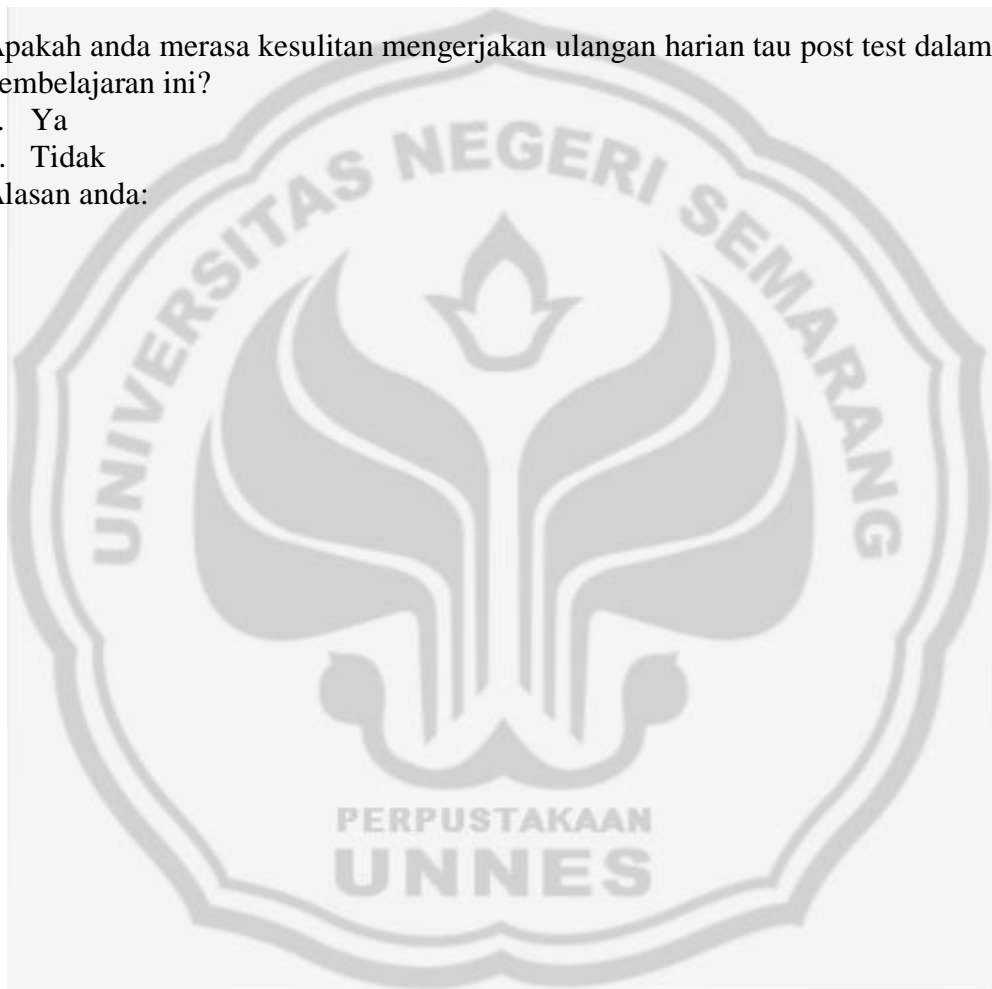 Apakah anda merasa kesulitan mengerjakan ulangan harian tau post test dalam
embelajaran ini?
. Ya
. Tidak
Alasan anda:
UNIVERSITAS NEGERI SEMARANG
PERPUSTAKAAN
UNNES